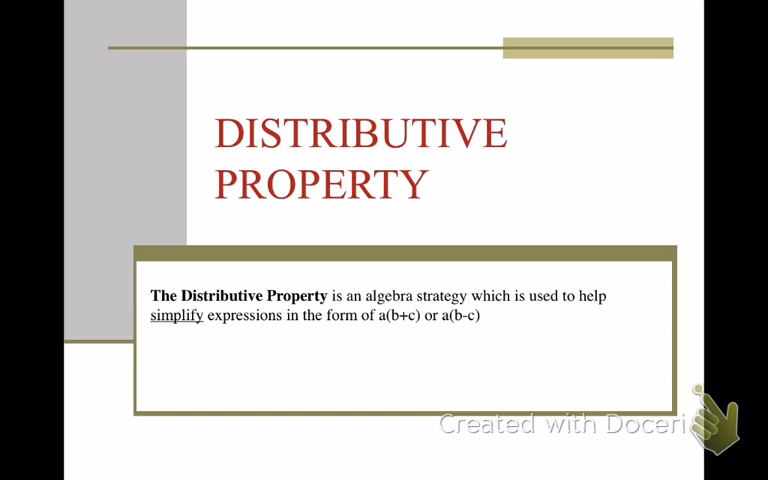 DISTRIBUTIVE
PROPERTY
The Distributive Property is an algebra strategy which is used to help
simplify expressions in the form of a(b+c) or a(b-c)
Created with Doceri